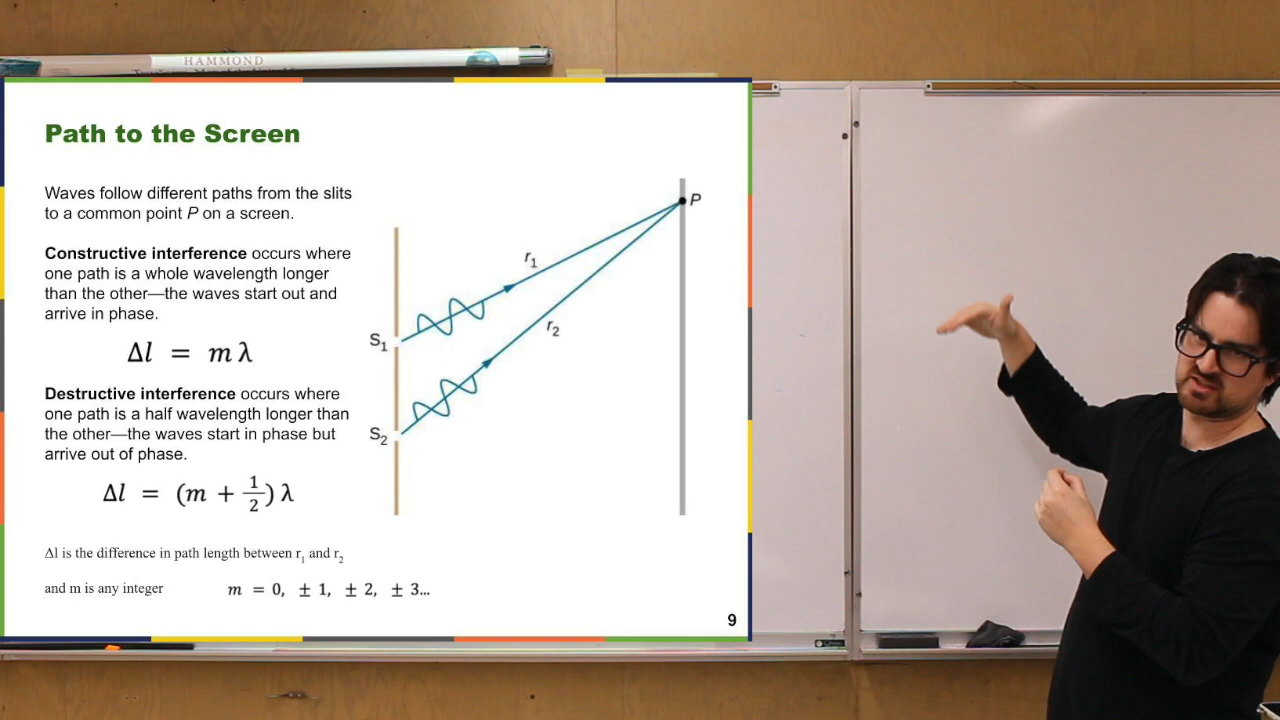 HAMMOND
Path to the Screen
Waves follow different paths from the slits
to a common point P on a screen.
Constructive interference occurs where
one path is a whole wavelength longer
than the other—the waves start out and
arrive in phase.
Δl = m λ
Destructive interference occurs where
one path is a half wavelength longer than
the other—the waves start in phase but
arrive out of phase.
Δl = (m + 1/2) λ
P
r₁
r₂
S₁
S₂
Δl is the difference in path length between r₁ and r₂
and m is any integer m = 0, ± 1, ± 2, ± 3...
9